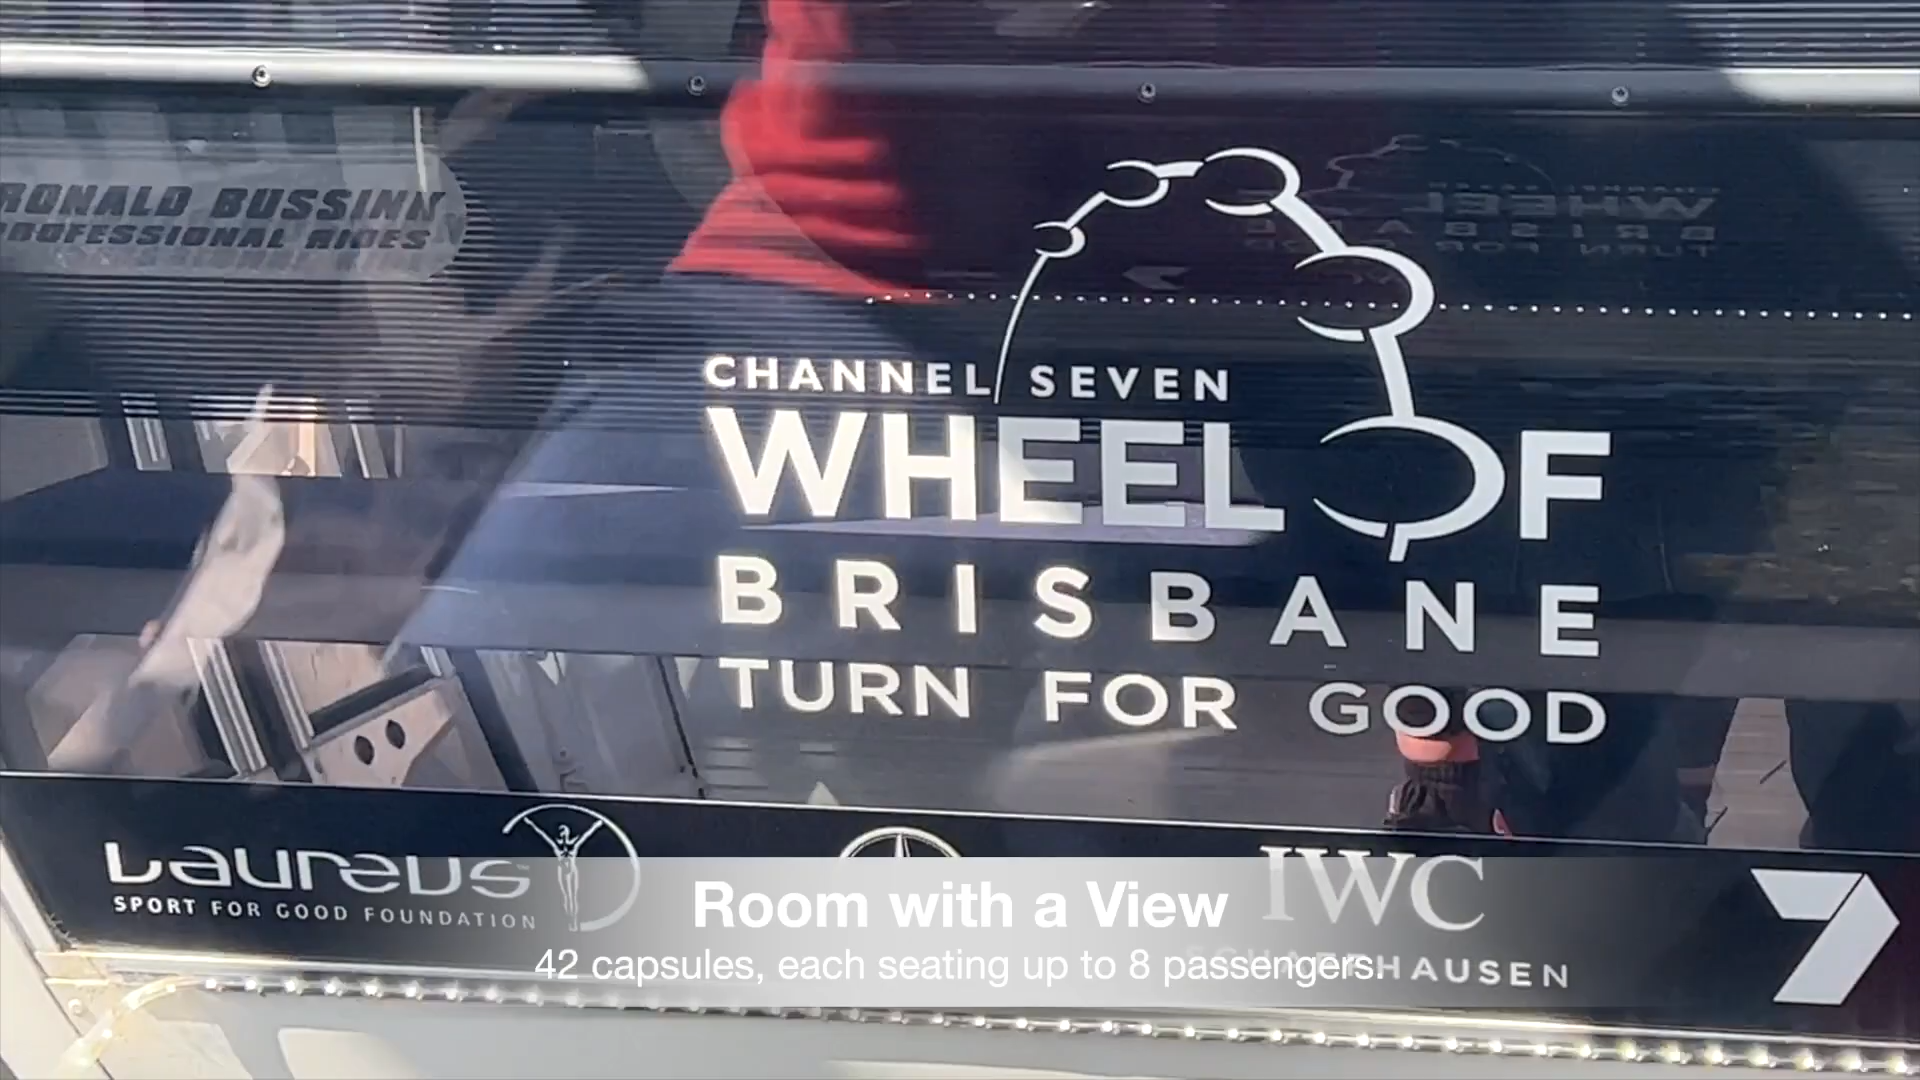 RONALD BUSSINK
PROFESSIONAL RIDES
CHANNEL SEVEN
WHEEL OF
BRISBANE
TURN FOR GOOD
Laureus
SPORT FOR GOOD FOUNDATION
IWC
SCHAFFHAUSEN
7
Room with a View
42 capsules, each seating up to 8 passengers.